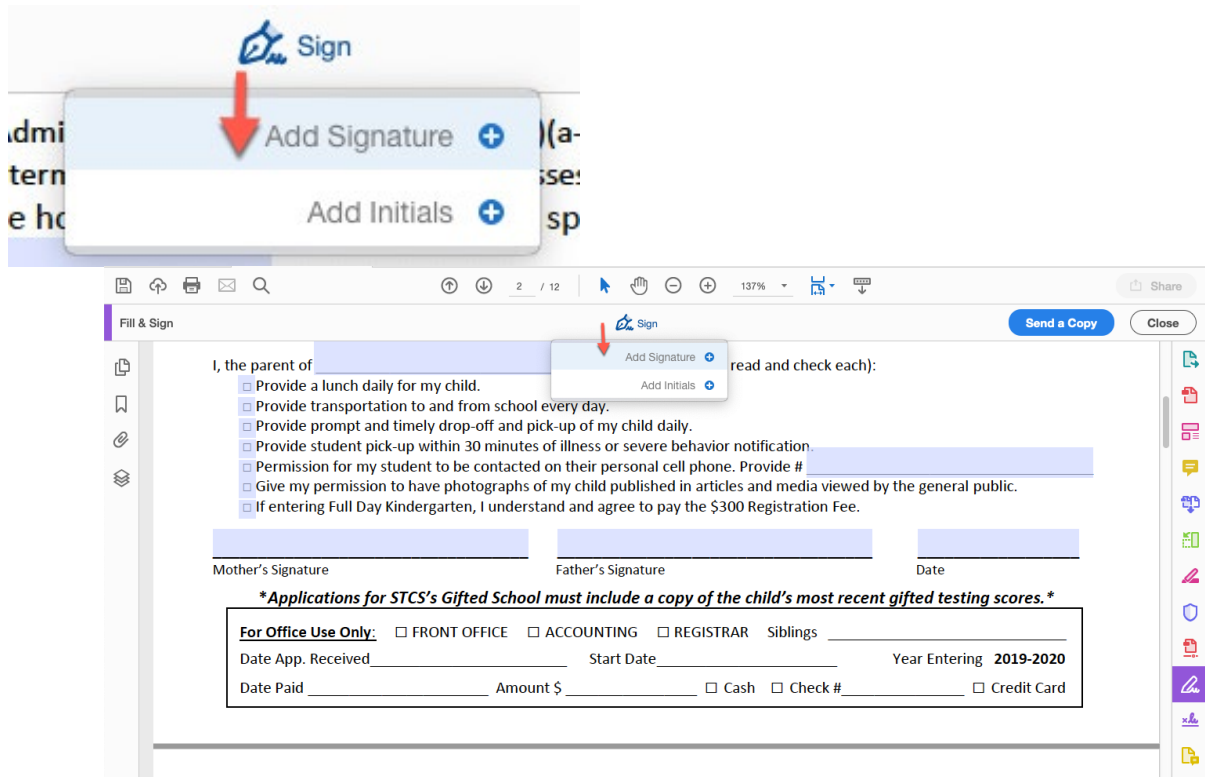 Sign
Add Signature
)(a-
term
Add Initials
e ho
sp
2 / 12
137%
Share
Fill & Sign
Sign
Send a Copy
Close
Add Signature
Add Initials
I, the parent of
read and check each):
Provide a lunch daily for my child.
Provide transportation to and from school every day.
Provide prompt and timely drop-off and pick-up of my child daily.
Provide student pick-up within 30 minutes of illness or severe behavior notification.
Permission for my student to be contacted on their personal cell phone. Provide #
Give my permission to have photographs of my child published in articles and media viewed by the general public.
If entering Full Day Kindergarten, I understand and agree to pay the $300 Registration Fee.
Mother's Signature Father's Signature Date
*Applications for STCS's Gifted School must include a copy of the child's most recent gifted testing scores.*
For Office Use Only: ☐ FRONT OFFICE ☐ ACCOUNTING ☐ REGISTRAR Siblings
Date App. Received Start Date Year Entering 2019-2020
Date Paid Amount $ ☐ Cash ☐ Check # ☐ Credit Card